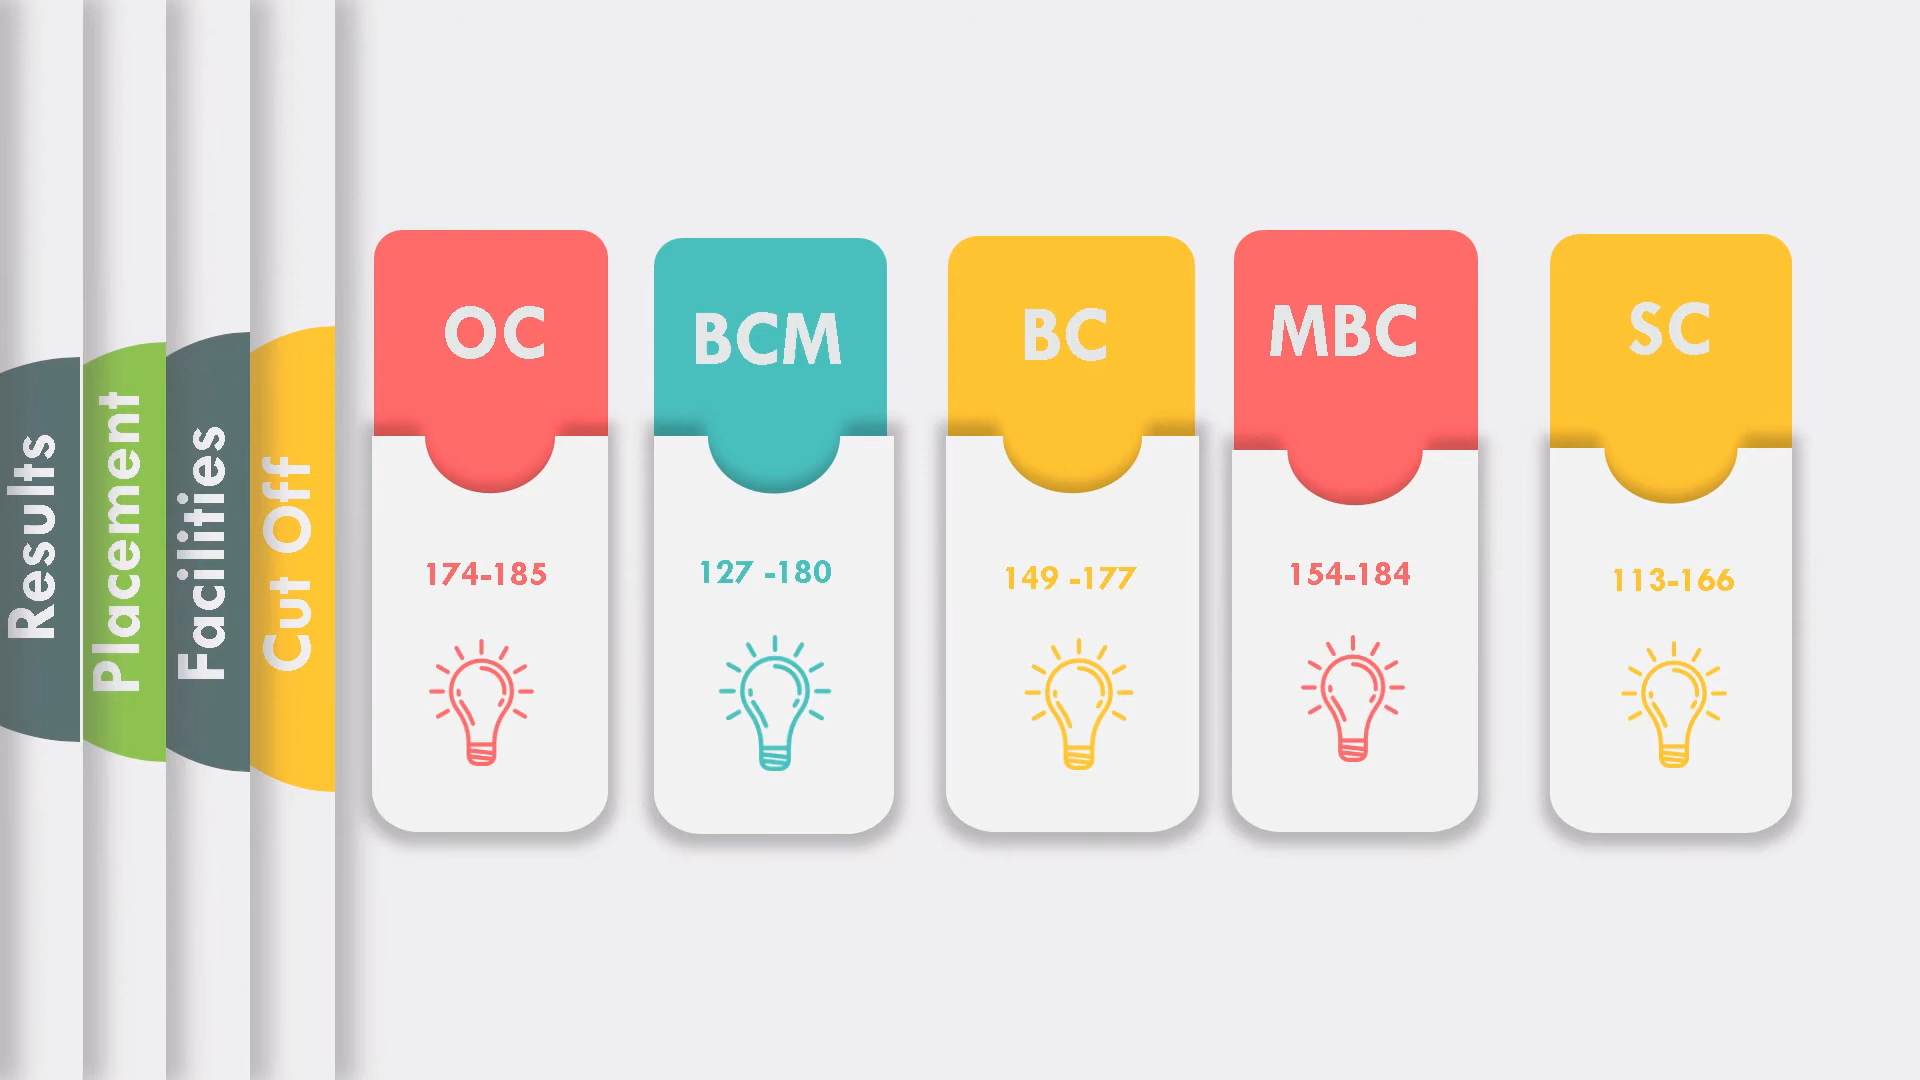 Results
Placement
Facilities
Cut Off
OC
BCM
BC
MBC
SC
174-185
127 -180
149 -177
154-184
113-166